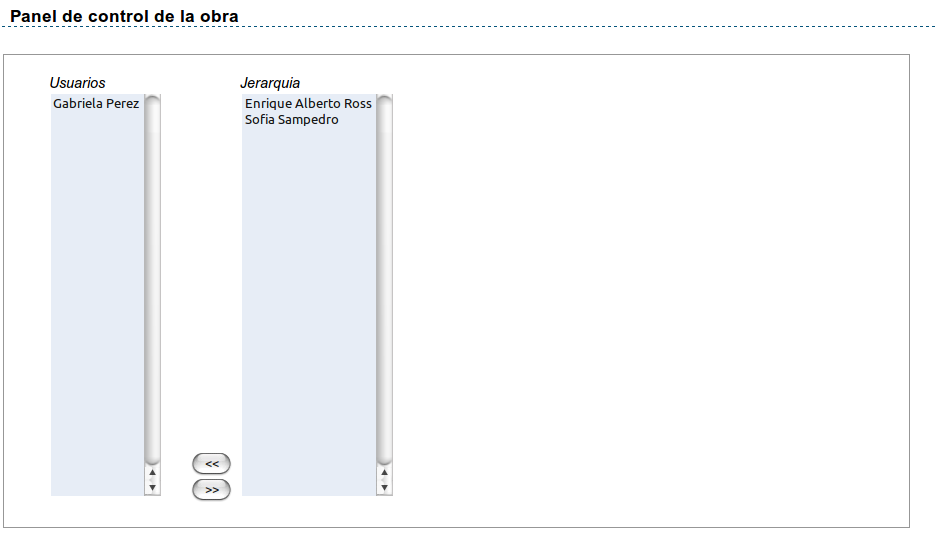 Panel de control de la obra
Usuarios
Gabriela Perez
Jerarquia
Enrique Alberto Ross
Sofia Sampedro
<<
>>